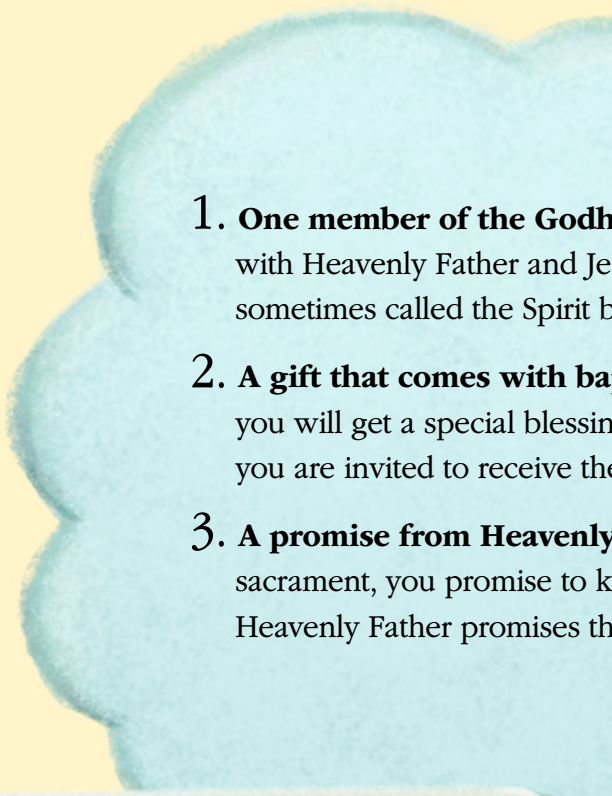 1. One member of the Godh
with Heavenly Father and Je
sometimes called the Spirit b
2. A gift that comes with ba
you will get a special blessin
you are invited to receive the
3. A promise from Heavenly
sacrament, you promise to k
Heavenly Father promises th